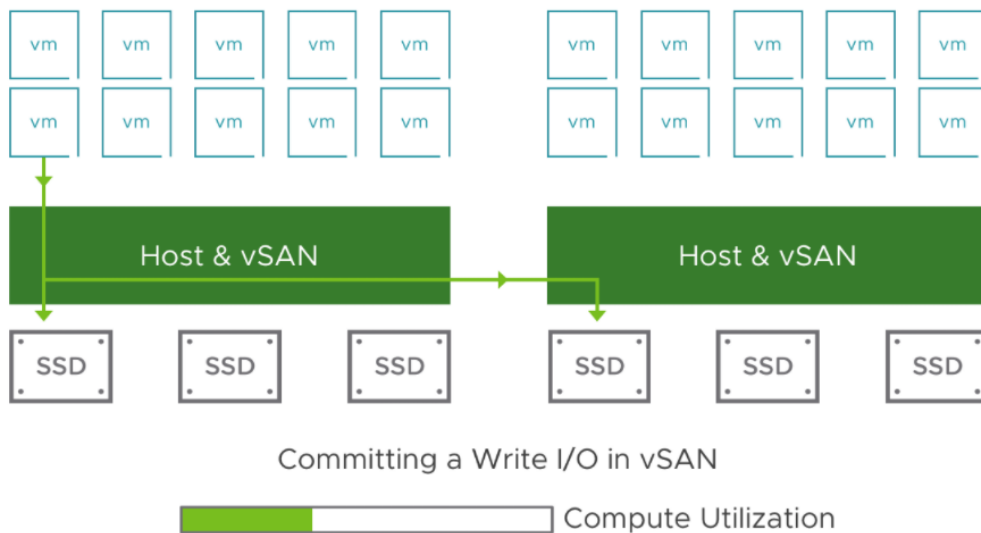 vm vm vm vm vm vm vm vm vm vm
vm vm vm vm vm vm vm vm vm vm
Host & vSAN Host & vSAN
SSD SSD SSD SSD SSD SSD
Committing a Write I/O in vSAN
Compute Utilization